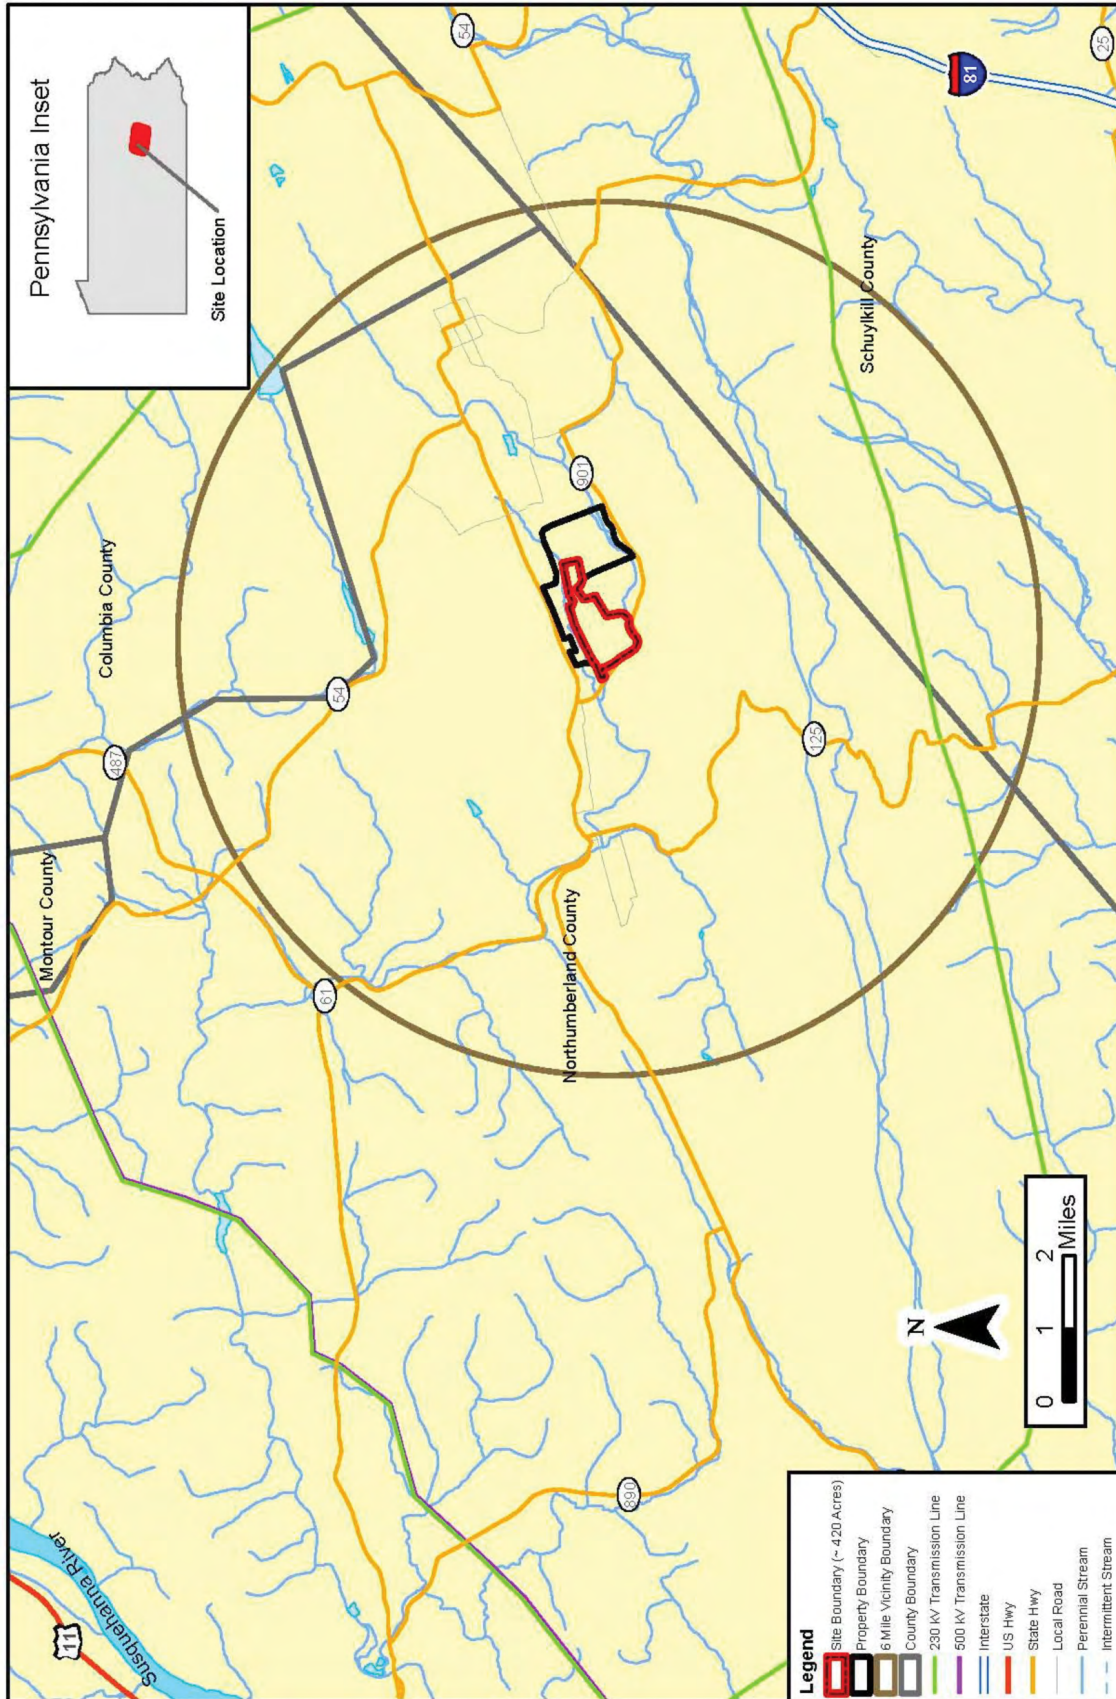 Pennsylvania Inset
Site Location
54
81
25
Columbia County
Montour County
487
54
61
901
Schuylkill County
125
Northumberland County
890
11
Susquehanna River
N
0 1 2
Miles
Legend
Site Boundary (~ 420 Acres)
Property Boundary
6 Mile Vicinity Boundary
County Boundary
230 kV Transmission Line
500 kV Transmission Line
Interstate
US Hwy
State Hwy
Local Road
Perennial Stream
Intermittent Stream